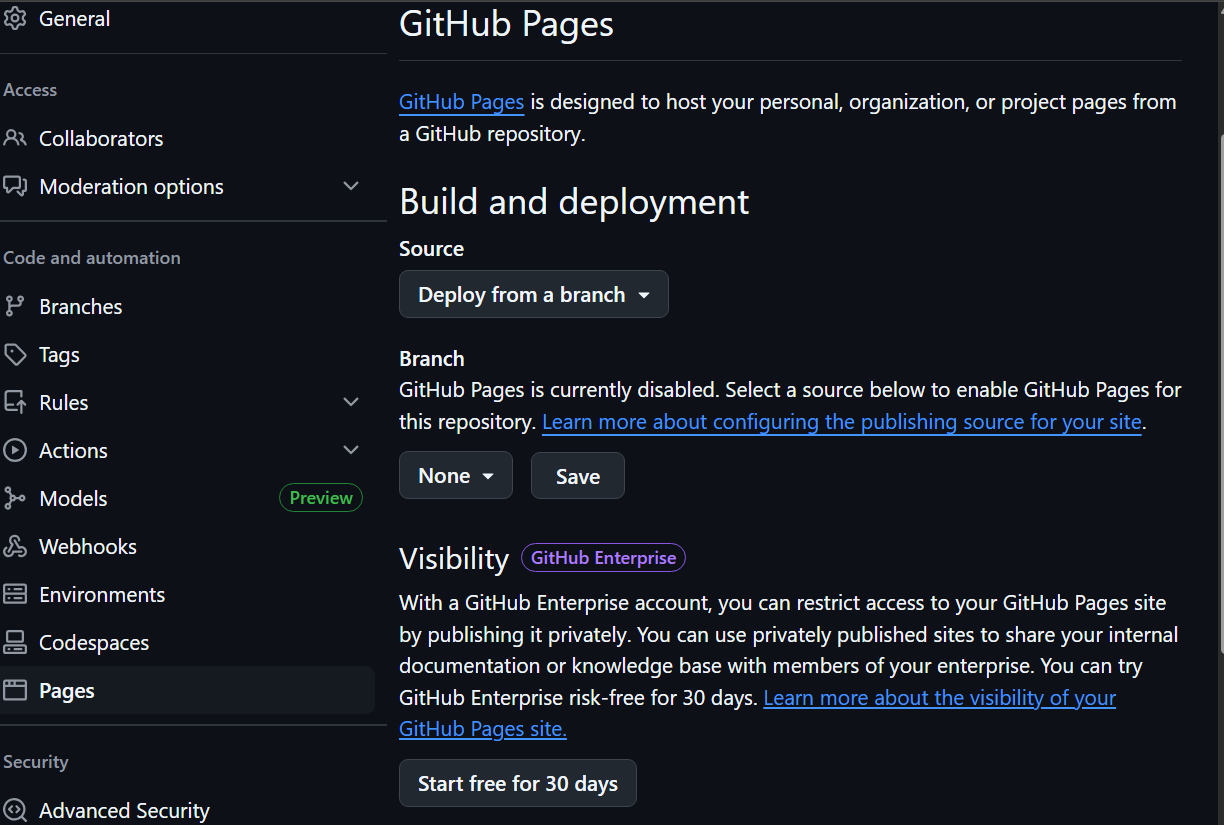 General
Access
Collaborators
Moderation options
Code and automation
Branches
Tags
Rules
Actions
Models
Preview
Webhooks
Environments
Codespaces
Pages
Security
Advanced Security
GitHub Pages
GitHub Pages is designed to host your personal, organization, or project pages from
a GitHub repository.
Build and deployment
Source
Deploy from a branch
Branch
GitHub Pages is currently disabled. Select a source below to enable GitHub Pages for
this repository. Learn more about configuring the publishing source for your site.
None
Save
Visibility
GitHub Enterprise
With a GitHub Enterprise account, you can restrict access to your GitHub Pages site
by publishing it privately. You can use privately published sites to share your internal
documentation or knowledge base with members of your enterprise. You can try
GitHub Enterprise risk-free for 30 days. Learn more about the visibility of your
GitHub Pages site.
Start free for 30 days